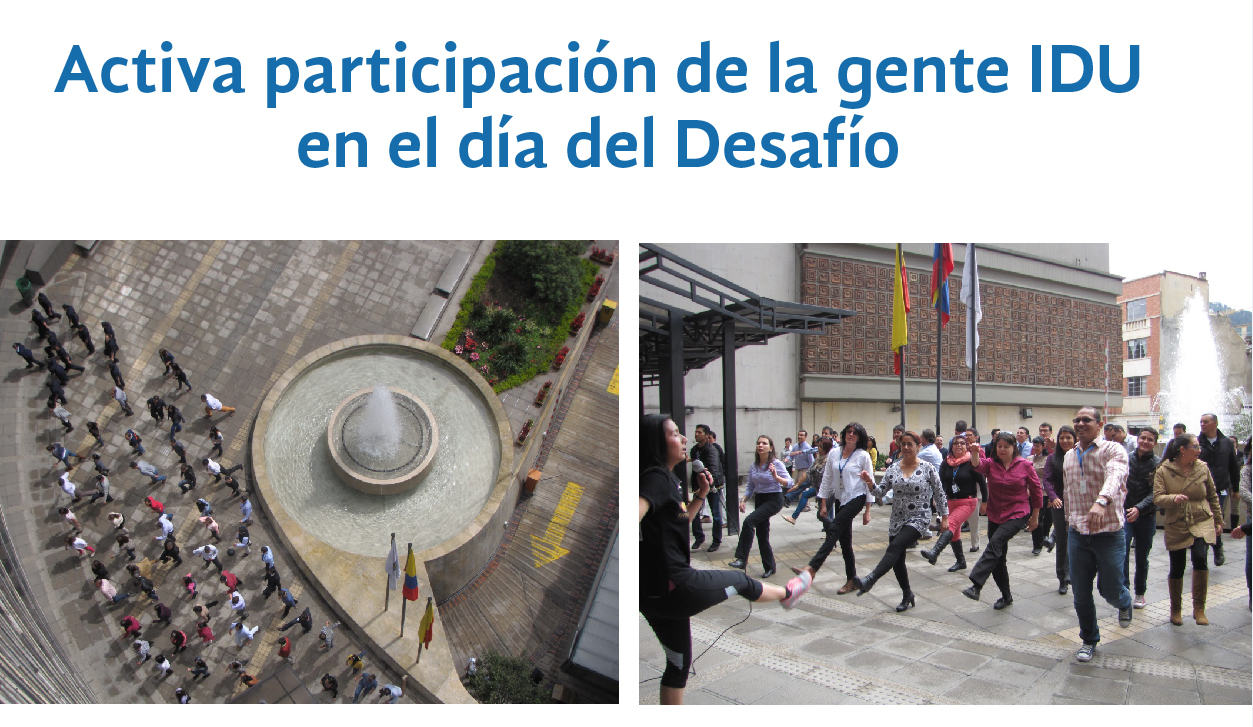 Activa participación de la gente IDU
en el día del Desafío